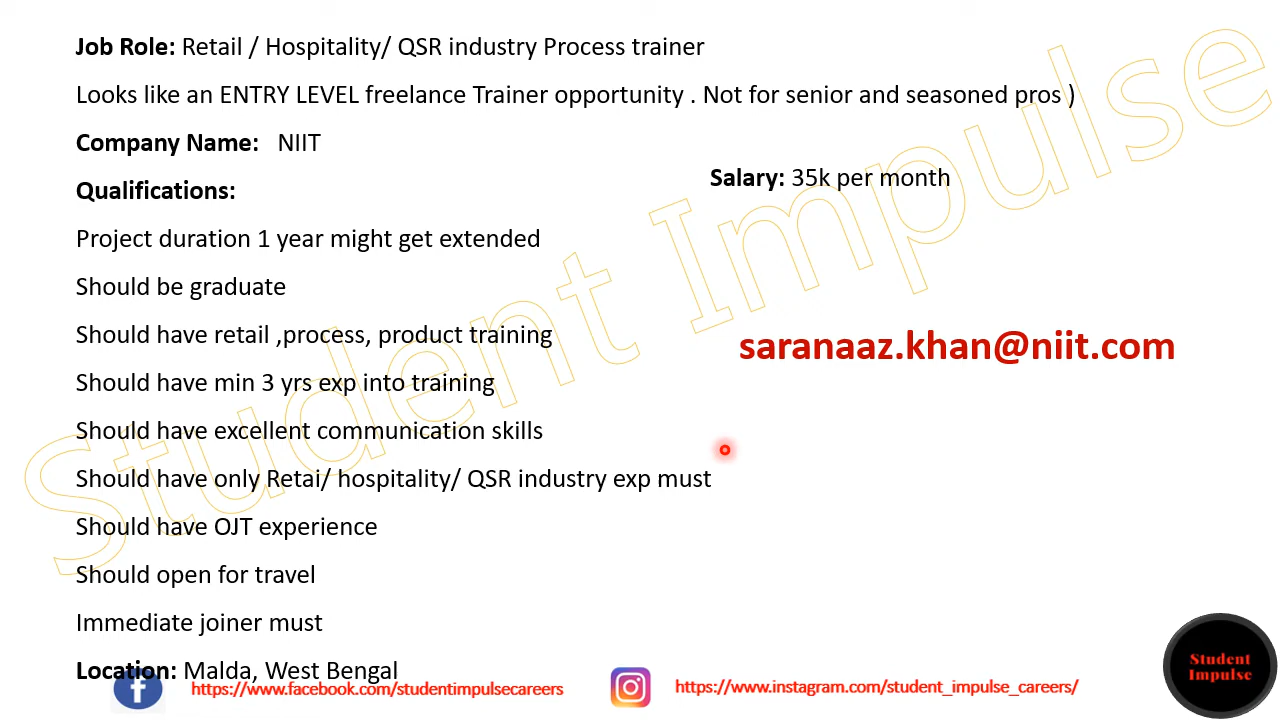 Job Role: Retail / Hospitality/ QSR industry Process trainer
Looks like an ENTRY LEVEL freelance Trainer opportunity . Not for senior and seasoned pros )
Company Name: NIIT
Salary: 35k per month
Qualifications:
Project duration 1 year might get extended
Should be graduate
Should have retail ,process, product training
saranaaz.khan@niit.com
Should have min 3 yrs exp into training
Should have excellent communication skills
Should have only Retai/ hospitality/ QSR industry exp must
Should have OJT experience
Should open for travel
Immediate joiner must
Location: Malda, West Bengal
https://www.facebook.com/studentimpulsecareers
https://www.instagram.com/student_impulse_careers/
Student
Impulse
Student Impulse